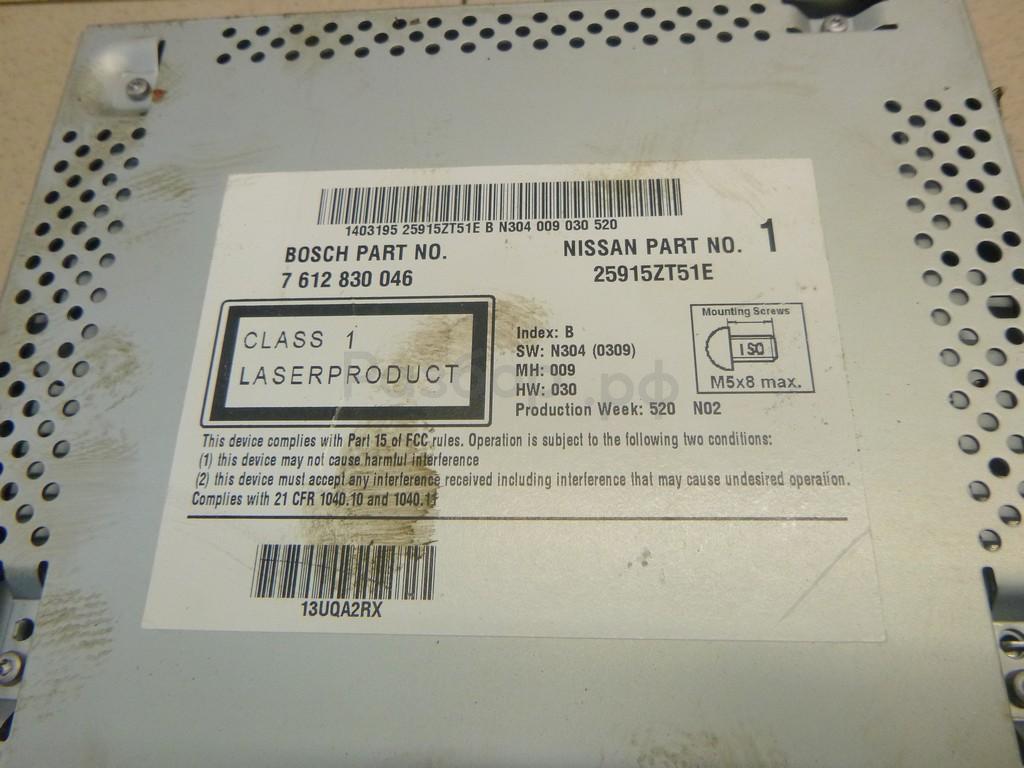 1403195 25915ZT51E B N304 009 030 520
BOSCH PART NO.
7 612 830 046
NISSAN PART NO. 1
25915ZT51E
CLASS 1
LASERPRODUCT
Index: B
SW: N304 (0309)
MH: 009
HW: 030
Production Week: 520 N02
Mounting Screws
ISO
M5x8 max.
This device complies with Part 15 of FCC rules. Operation is subject to the following two conditions:
(1) this device may not cause harmful interference
(2) this device must accept any interference received including interference that may cause undesired operation.
Complies with 21 CFR 1040.10 and 1040.11
13UQA2RX